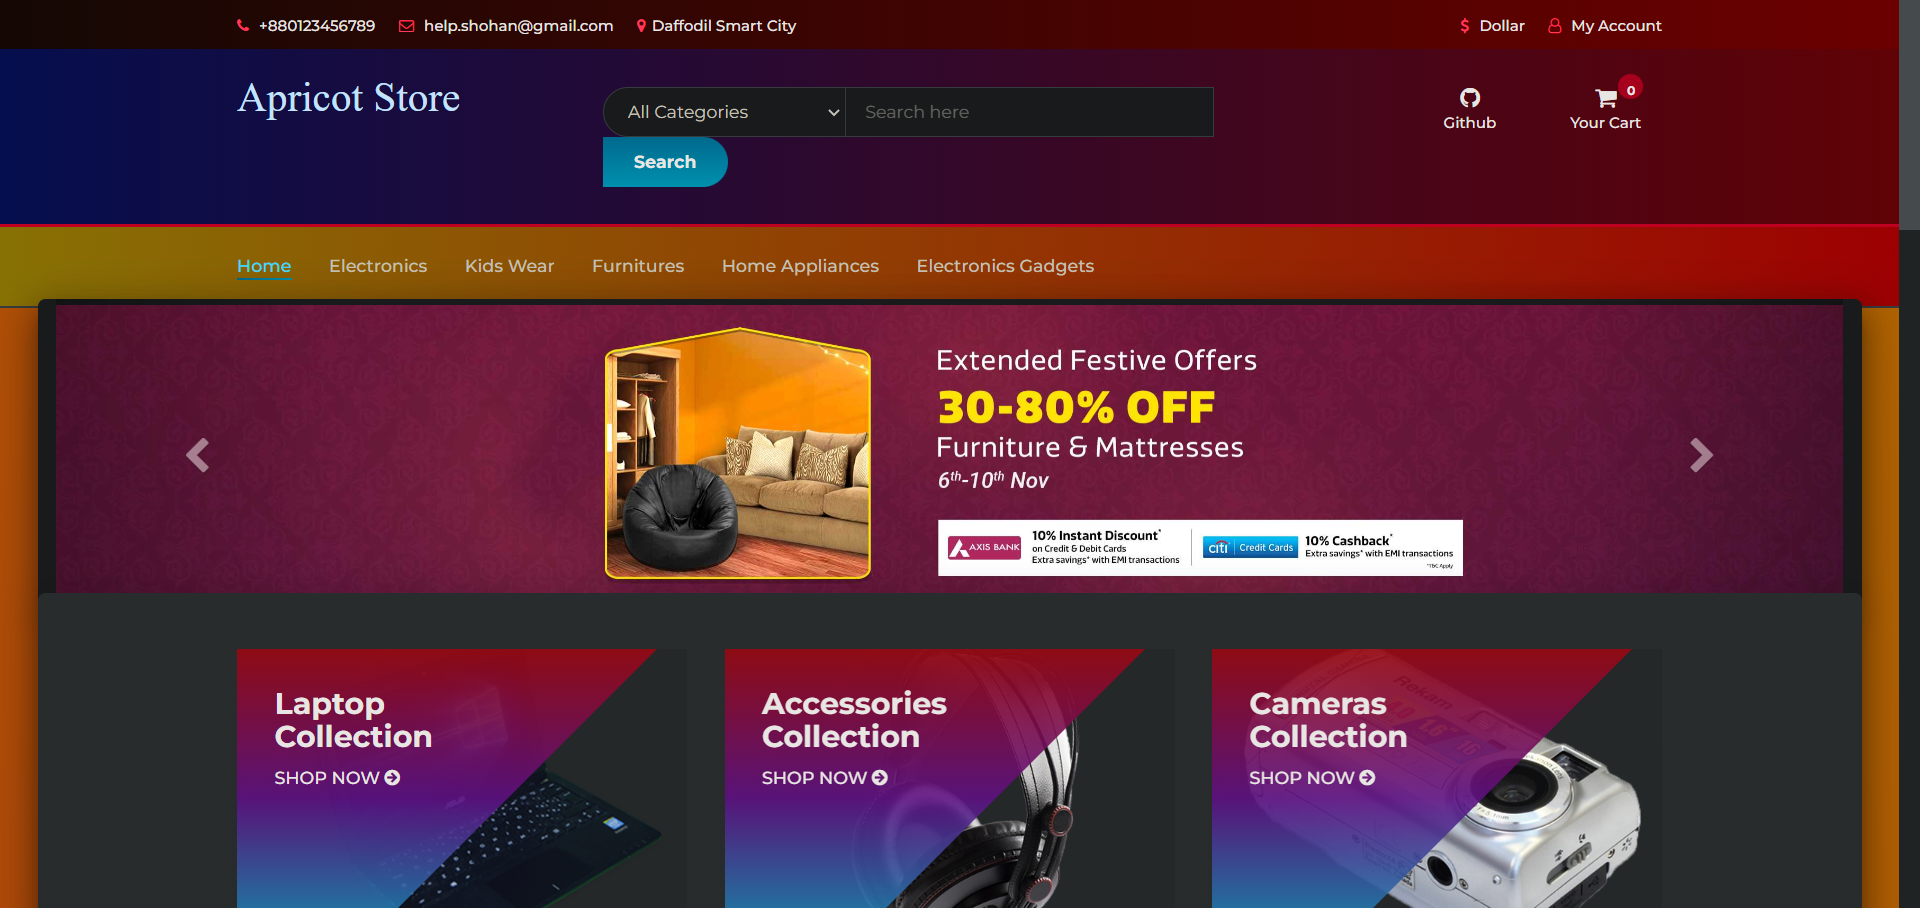 +880123456789 help.shohan@gmail.com Daffodil Smart City $ Dollar My Account
Apricot Store
All Categories Search here
Search
Github
0
Your Cart
Home Electronics Kids Wear Furnitures Home Appliances Electronics Gadgets
Extended Festive Offers
30-80% OFF
Furniture & Mattresses
6th-10th Nov
AXIS BANK
10% Instant Discount*
on Credit & Debit Cards
Extra savings* with EMI transactions
citi Credit Cards
10% Cashback*
Extra savings* with EMI transactions
*T&C Apply
Laptop
Collection
SHOP NOW
Accessories
Collection
SHOP NOW
Cameras
Collection
SHOP NOW
Rekam